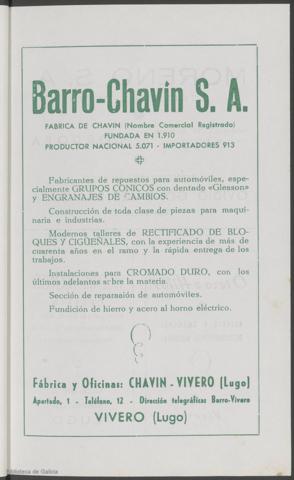 Barro-Chavin S. A.
FABRICA DE CHAVIN (Nombre Comercial Registrado)
FUNDADA EN 1.910
PRODUCTOR NACIONAL 5.071 - IMPORTADORES 913
Fabricantes de repuestos para automóviles, espe-
cialmente GRUPOS CONICOS con dentado «Gleason»
y ENGRANAJES DE CAMBIOS.
Construcción de toda clase de piezas para maqui-
naria e industrias.
Modernos talleres de RECTIFICADO DE BLO-
QUES Y CIGÜEÑALES, con la experiencia de más de
cuarenta años en el ramo y la rápida entrega de los
trabajos.
Instalaciones para CROMADO DURO, con los
últimos adelantos sobre la materia
Sección de reparasión de automóviles.
Fundición de hierro y acero al horno eléctrico.
Fábrica y Oficinas: CHAVIN - VIVERO (Lugo)
Apartado, 1 - Teléfono, 12 - Dirección telegráfica: Barro-Vivero
VIVERO (Lugo)
Biblioteca de Galicia